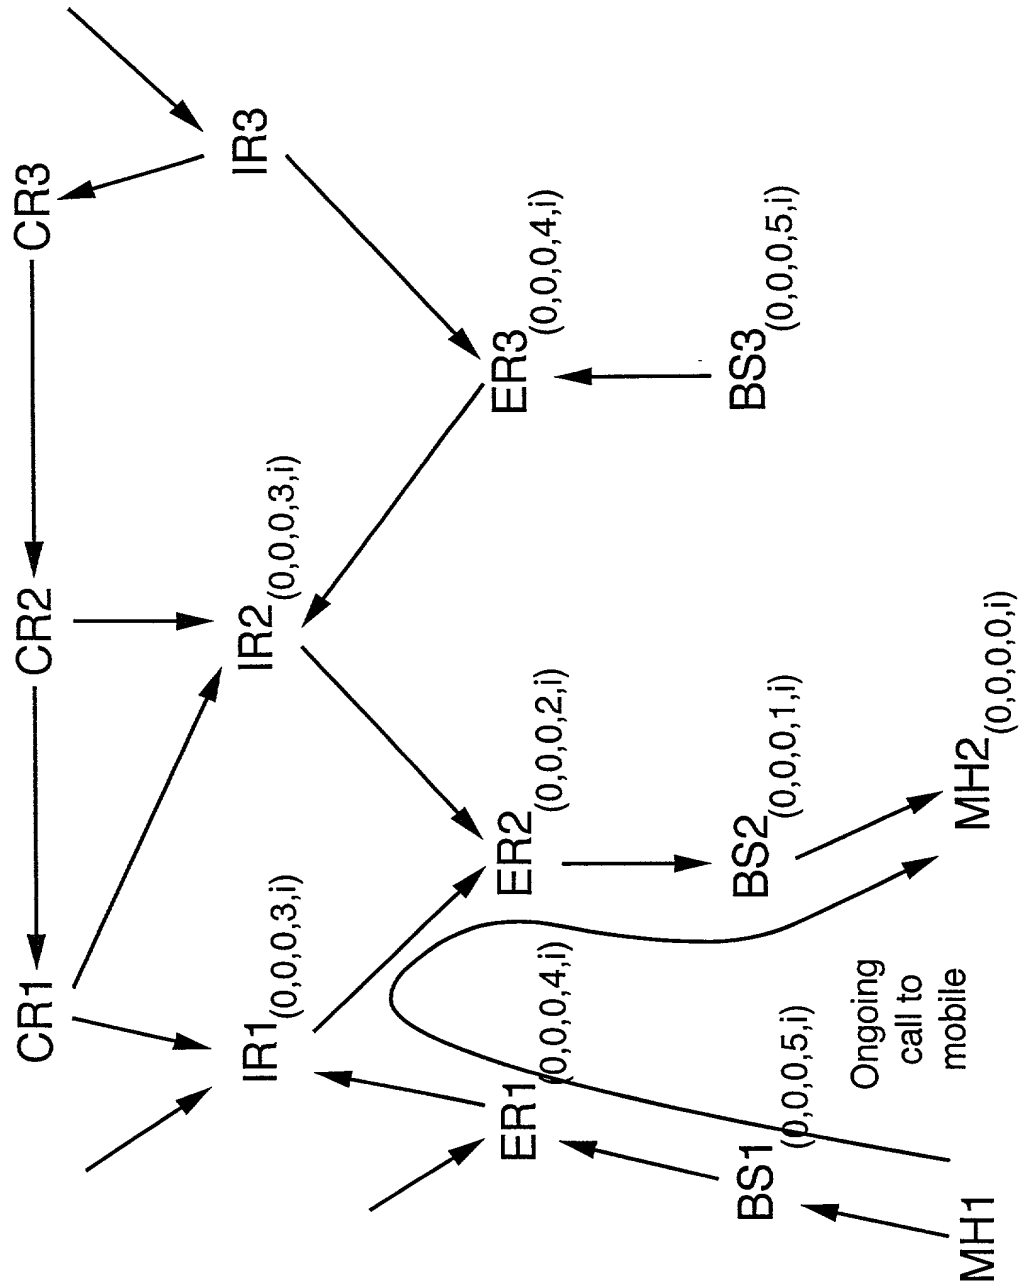 CR1
CR2
CR3
IR1(0,0,0,3,i)
IR2(0,0,0,3,i)
IR3
ER1(0,0,0,4,i)
ER2(0,0,0,2,i)
ER3(0,0,0,4,i)
BS1(0,0,0,5,i)
BS2(0,0,0,1,i)
BS3(0,0,0,5,i)
Ongoing
call to
mobile
MH1
MH2(0,0,0,0,i)